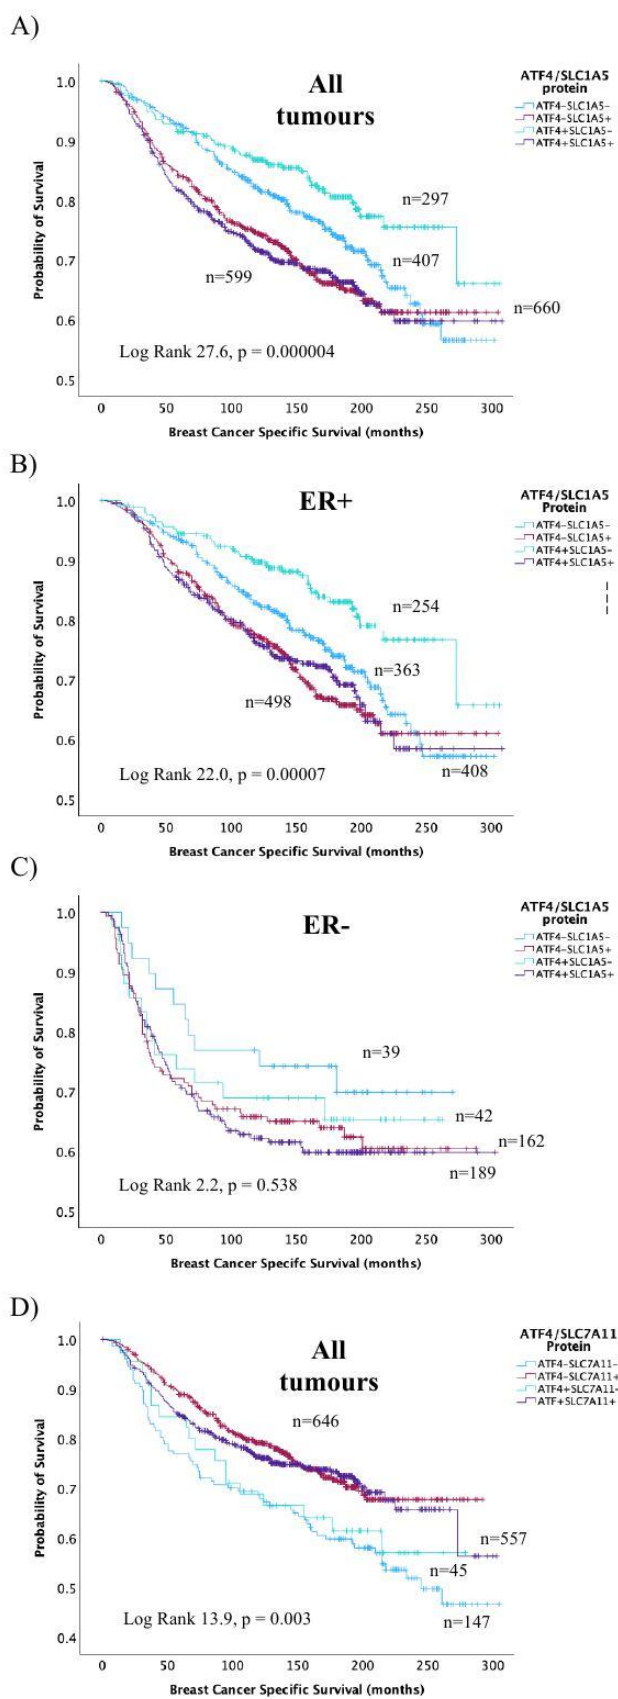 A)
All
tumours
ATF4/SLC1A5
protein
ATF4-SLC1A5-
ATF4-SLC1A5+
ATF4+SLC1A5-
ATF4+SLC1A5+
1.0
0.9
0.8
0.7
0.6
0.5
Probability of Survival
n=297
n=407
n=599
n=660
Log Rank 27.6, p = 0.000004
0 50 100 150 200 250 300
Breast Cancer Specific Survival (months)
B)
ER+
ATF4/SLC1A5
Protein
ATF4-SLC1A5-
ATF4-SLC1A5+
ATF4+SLC1A5-
ATF4+SLC1A5+
1.0
0.9
0.8
0.7
0.6
0.5
Probability of Survival
n=254
n=363
n=498
n=408
Log Rank 22.0, p = 0.00007
0 50 100 150 200 250 300
Breast Cancer Specific Survival (months)
C)
ER-
ATF4/SLC1A5
protein
ATF4-SLC1A5-
ATF4-SLC1A5+
ATF4+SLC1A5-
ATF4+SLC1A5+
1.0
0.9
0.8
0.7
0.6
0.5
Probability of Survival
n=39
n=42
n=162
n=189
Log Rank 2.2, p = 0.538
0 50 100 150 200 250 300
Breast Cancer Specifc Survival (months)
D)
All
tumours
ATF4/SLC7A11
Protein
ATF4-SLC7A11-
ATF4-SLC7A11+
ATF4+SLC7A11-
ATF+SLC7A11+
1.0
0.9
0.8
0.7
0.6
0.5
0.4
Probability of Survival
n=646
n=557
n=45
n=147
Log Rank 13.9, p = 0.003
0 50 100 150 200 250 300
Breast Cancer Specific Survival (months)